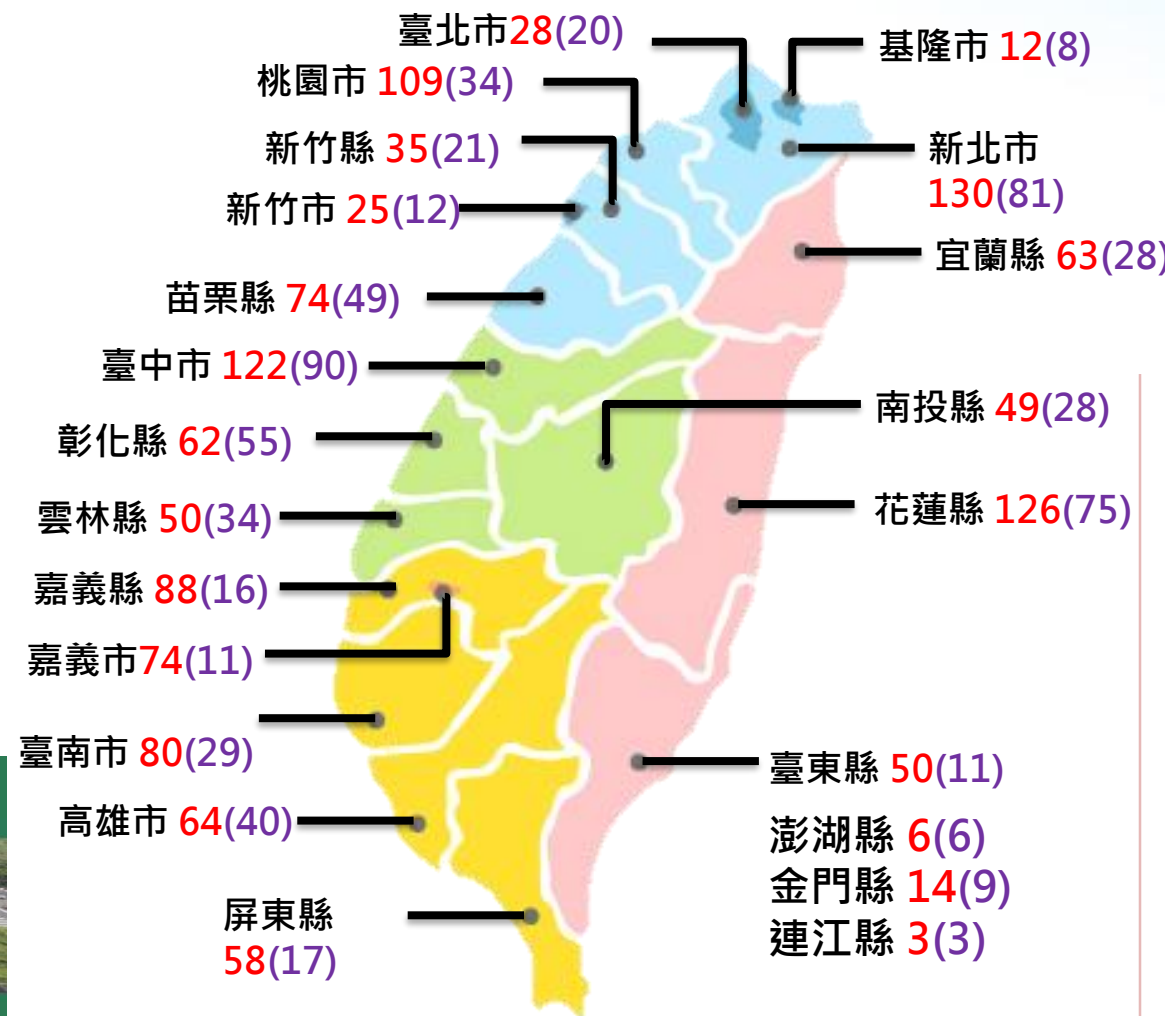 臺北市28(20)
基隆市 12(8)
桃園市 109(34)
新竹縣 35(21)
新北市
130(81)
新竹市 25(12)
宜蘭縣 63(28)
苗栗縣 74(49)
臺中市 122(90)
南投縣 49(28)
彰化縣 62(55)
雲林縣 50(34)
花蓮縣 126(75)
嘉義縣 88(16)
嘉義市74(11)
臺南市 80(29)
臺東縣 50(11)
高雄市 64(40)
澎湖縣 6(6)
金門縣 14(9)
連江縣 3(3)
屏東縣
58(17)